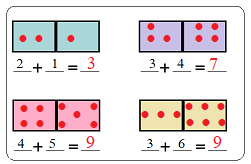 2 + 1 = 3
3 + 4 = 7
4 + 5 = 9
3 + 6 = 9